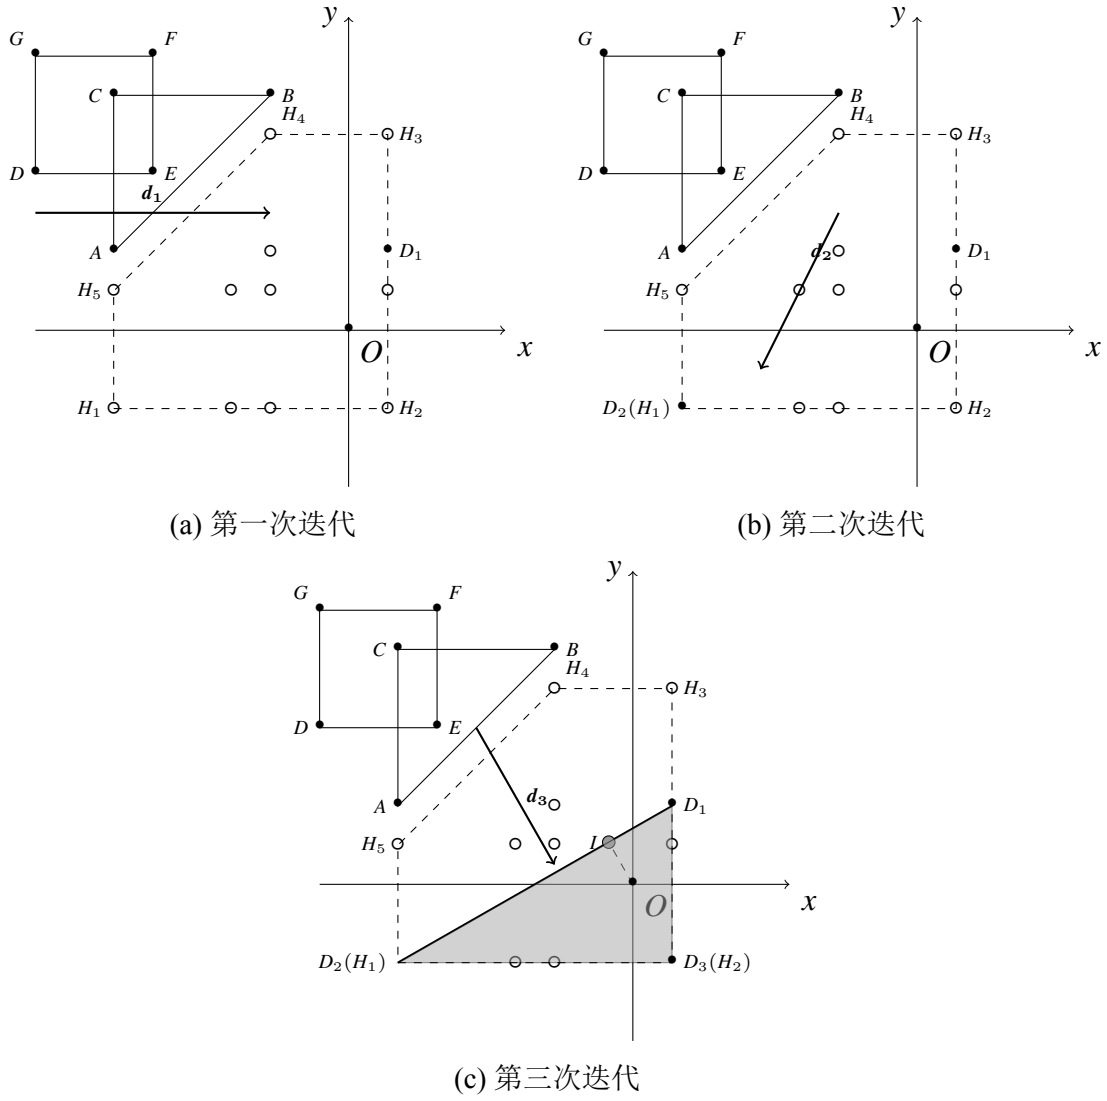 y
G
F
C
B
H₄
H₃
D
E
d₁
A
D₁
H₅
O
x
H₁
H₂
(a) 第一次迭代
y
G
F
C
B
H₄
H₃
D
E
d₂
A
D₁
H₅
O
x
D₂(H₁)
H₂
(b) 第二次迭代
y
G
F
C
B
H₄
H₃
D
E
d₃
A
D₁
H₅
O
x
D₂(H₁)
D₃(H₂)
(c) 第三次迭代